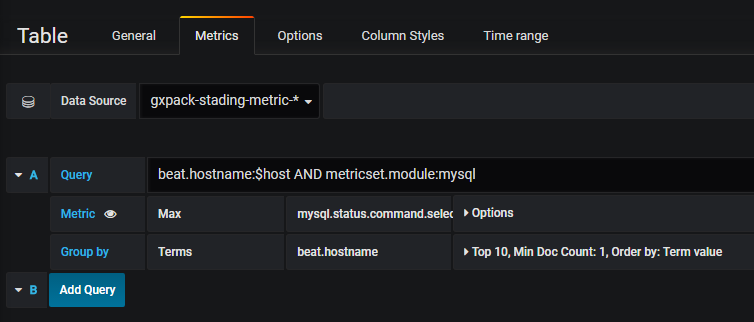 Table General Metrics Options Column Styles Time range
Data Source gxpack-stading-metric-*
A Query beat.hostname:$host AND metricset.module:mysql
Metric Max mysql.status.command.selec Options
Group by Terms beat.hostname Top 10, Min Doc Count: 1, Order by: Term value
B Add Query